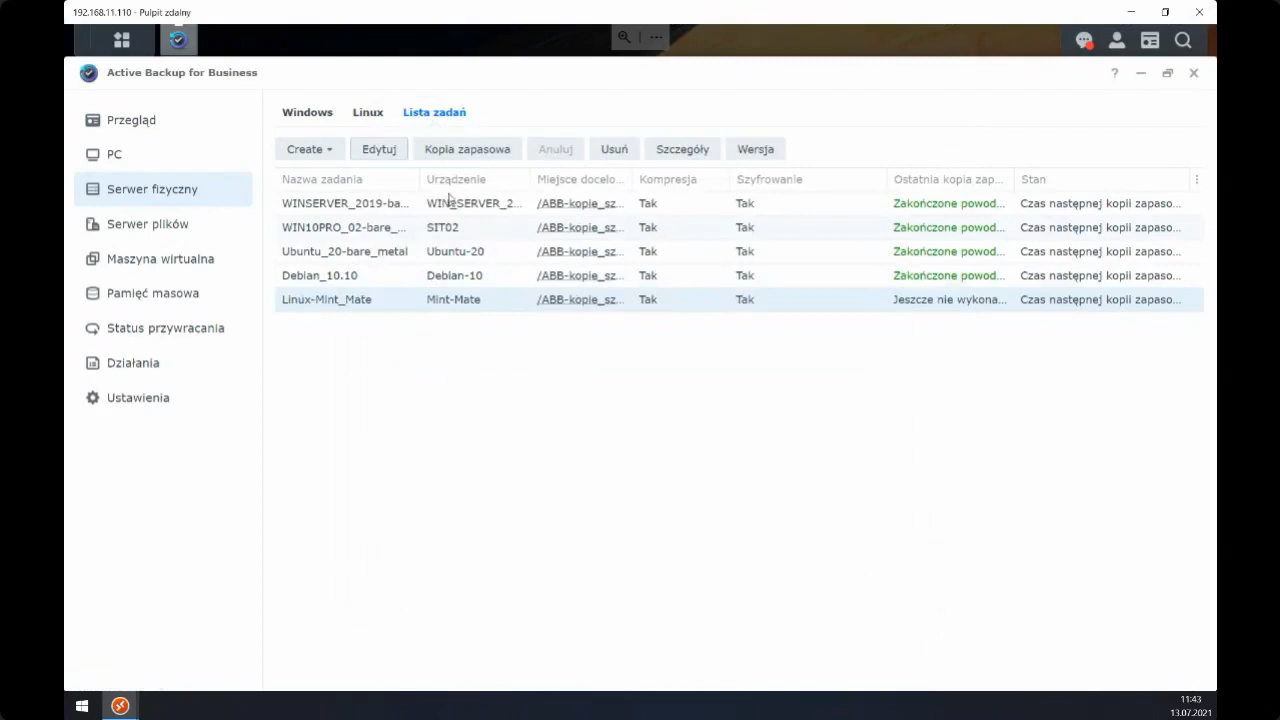 192.168.11.110 - Pulpit zdalny
Active Backup for Business
?
Przegląd
PC
Serwer fizyczny
Serwer plików
Maszyna wirtualna
Pamięć masowa
Status przywracania
Działania
Ustawienia
Windows Linux Lista zadań
Create Edytuj Kopia zapasowa Anuluj Usuń Szczegóły Wersja
Nazwa zadania Urządzenie Miejsce docelo... Kompresja Szyfrowanie Ostatnia kopia zap... Stan
WINSERVER_2019-ba... WIN_SERVER_2... /ABB-kopie_sz... Tak Tak Zakończone powod... Czas następnej kopii zapaso...
WIN10PRO_02-bare_... SIT02 /ABB-kopie_sz... Tak Tak Zakończone powod... Czas następnej kopii zapaso...
Ubuntu_20-bare_metal Ubuntu-20 /ABB-kopie_sz... Tak Tak Zakończone powod... Czas następnej kopii zapaso...
Debian_10.10 Debian-10 /ABB-kopie_sz... Tak Tak Zakończone powod... Czas następnej kopii zapaso...
Linux-Mint_Mate Mint-Mate /ABB-kopie_sz... Tak Tak Jeszcze nie wykona... Czas następnej kopii zapaso...
11:43
13.07.2021